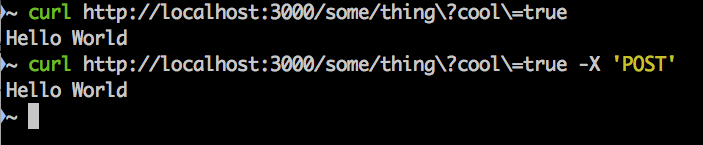 ~ curl http://localhost:3000/some/thing\?cool\=true
Hello World
~ curl http://localhost:3000/some/thing\?cool\=true -X 'POST'
Hello World
~